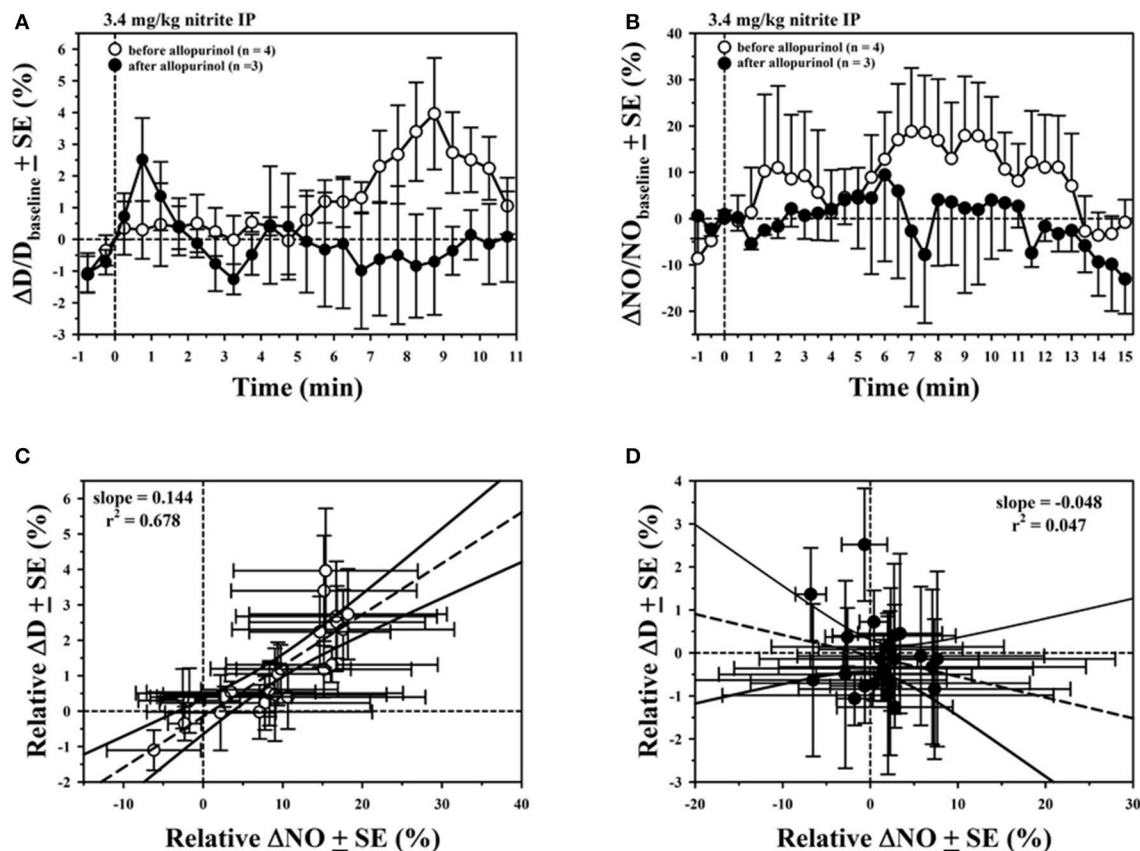 A
3.4 mg/kg nitrite IP
before allopurinol (n = 4)
after allopurinol (n =3)
ΔD/D baseline ± SE (%)
6
5
4
3
2
1
0
-1
-2
-3
-1 0 1 2 3 4 5 6 7 8 9 10 11
Time (min)
B
3.4 mg/kg nitrite IP
before allopurinol (n = 4)
after allopurinol (n = 3)
ΔNO/NO baseline ± SE (%)
40
30
20
10
0
-10
-20
-1 0 1 2 3 4 5 6 7 8 9 10 11 12 13 14 15
Time (min)
C
slope = 0.144
r² = 0.678
Relative ΔD ± SE (%)
6
5
4
3
2
1
0
-1
-2
-10 0 10 20 30 40
Relative ΔNO ± SE (%)
D
slope = -0.048
r² = 0.047
Relative ΔD ± SE (%)
4
3
2
1
0
-1
-2
-3
-20 -10 0 10 20 30
Relative ΔNO ± SE (%)